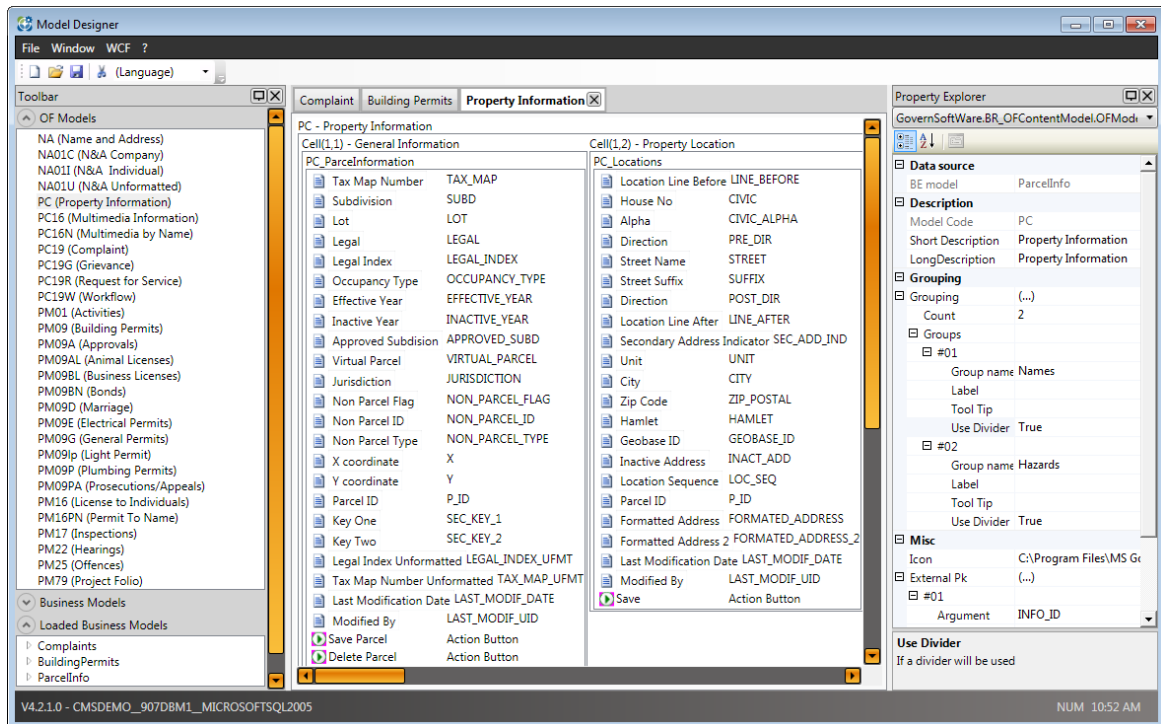 Model Designer
File Window WCF ?
(Language)
Toolbar
OF Models
NA (Name and Address)
NA01C (N&A Company)
NA01I (N&A Individual)
NA01U (N&A Unformatted)
PC (Property Information)
PC16 (Multimedia Information)
PC16N (Multimedia by Name)
PC19 (Complaint)
PC19G (Grievance)
PC19R (Request for Service)
PC19W (Workflow)
PM01 (Activities)
PM09 (Building Permits)
PM09A (Approvals)
PM09AL (Animal Licenses)
PM09BL (Business Licenses)
PM09BN (Bonds)
PM09D (Marriage)
PM09E (Electrical Permits)
PM09G (General Permits)
PM09lp (Light Permit)
PM09P (Plumbing Permits)
PM09PA (Prosecutions/Appeals)
PM16 (License to Individuals)
PM16PN (Permit To Name)
PM17 (Inspections)
PM22 (Hearings)
PM25 (Offences)
PM79 (Project Folio)
Business Models
Loaded Business Models
Complaints
BuildingPermits
ParcelInfo
Complaint Building Permits Property Information
PC - Property Information
Cell(1,1) - General Information
PC_ParceInformation
Tax Map Number TAX_MAP
Subdivision SUBD
Lot LOT
Legal LEGAL
Legal Index LEGAL_INDEX
Occupancy Type OCCUPANCY_TYPE
Effective Year EFFECTIVE_YEAR
Inactive Year INACTIVE_YEAR
Approved Subdision APPROVED_SUBD
Virtual Parcel VIRTUAL_PARCEL
Jurisdiction JURISDICTION
Non Parcel Flag NON_PARCEL_FLAG
Non Parcel ID NON_PARCEL_ID
Non Parcel Type NON_PARCEL_TYPE
X coordinate X
Y coordinate Y
Parcel ID P_ID
Key One SEC_KEY_1
Key Two SEC_KEY_2
Legal Index Unformatted LEGAL_INDEX_UFMT
Tax Map Number Unformatted TAX_MAP_UFMT
Last Modification Date LAST_MODIF_DATE
Modified By LAST_MODIF_UID
Save Parcel Action Button
Delete Parcel Action Button
Cell(1,2) - Property Location
PC_Locations
Location Line Before LINE_BEFORE
House No CIVIC
Alpha CIVIC_ALPHA
Direction PRE_DIR
Street Name STREET
Street Suffix SUFFIX
Direction POST_DIR
Location Line After LINE_AFTER
Secondary Address Indicator SEC_ADD_IND
Unit UNIT
City CITY
Zip Code ZIP_POSTAL
Hamlet HAMLET
Geobase ID GEOBASE_ID
Inactive Address INACT_ADD
Location Sequence LOC_SEQ
Parcel ID P_ID
Formatted Address FORMATED_ADDRESS
Formatted Address 2 FORMATED_ADDRESS_2
Last Modification Date LAST_MODIF_DATE
Modified By LAST_MODIF_UID
Save Action Button
Property Explorer
GovernSoftWare.BR_OFContentModel.OFMod
Data source
BE model ParcelInfo
Description
Model Code PC
Short Description Property Information
LongDescription Property Information
Grouping
Grouping (...)
Count 2
Groups
#01
Group name Names
Label
Tool Tip
Use Divider True
#02
Group name Hazards
Label
Tool Tip
Use Divider True
Misc
Icon C:\Program Files\MS Go
External Pk (...)
#01
Argument INFO_ID
Use Divider
If a divider will be used
V4.2.1.0 - CMSDEMO__907DBM1__MICROSOFTSQL2005
NUM 10:52 AM